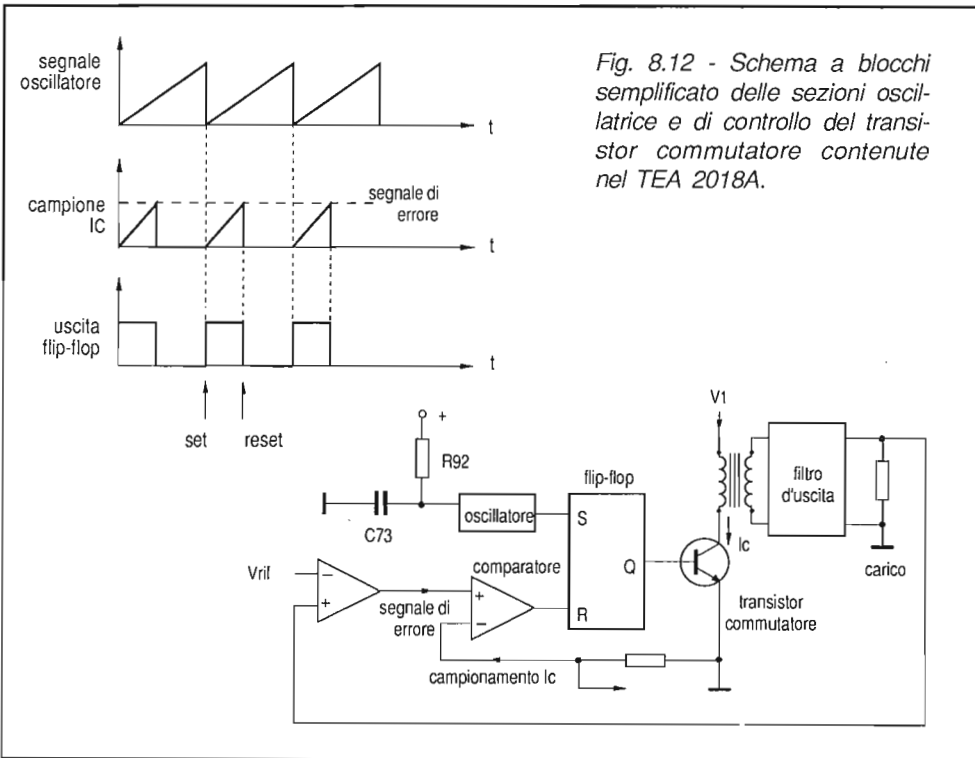 segnale
oscillatore
t
Fig. 8.12 - Schema a blocchi
semplificato delle sezioni oscil-
latrice e di controllo del transi-
stor commutatore contenute
nel TEA 2018A.
campione
IC
segnale di
errore
t
uscita
flip-flop
t
set
reset
+
R92
C73
oscillatore
flip-flop
S
Q
R
V1
Ic
filtro
d'uscita
carico
transistor
commutatore
Vrif
−
+
segnale di
errore
comparatore
+
−
campionamento Ic